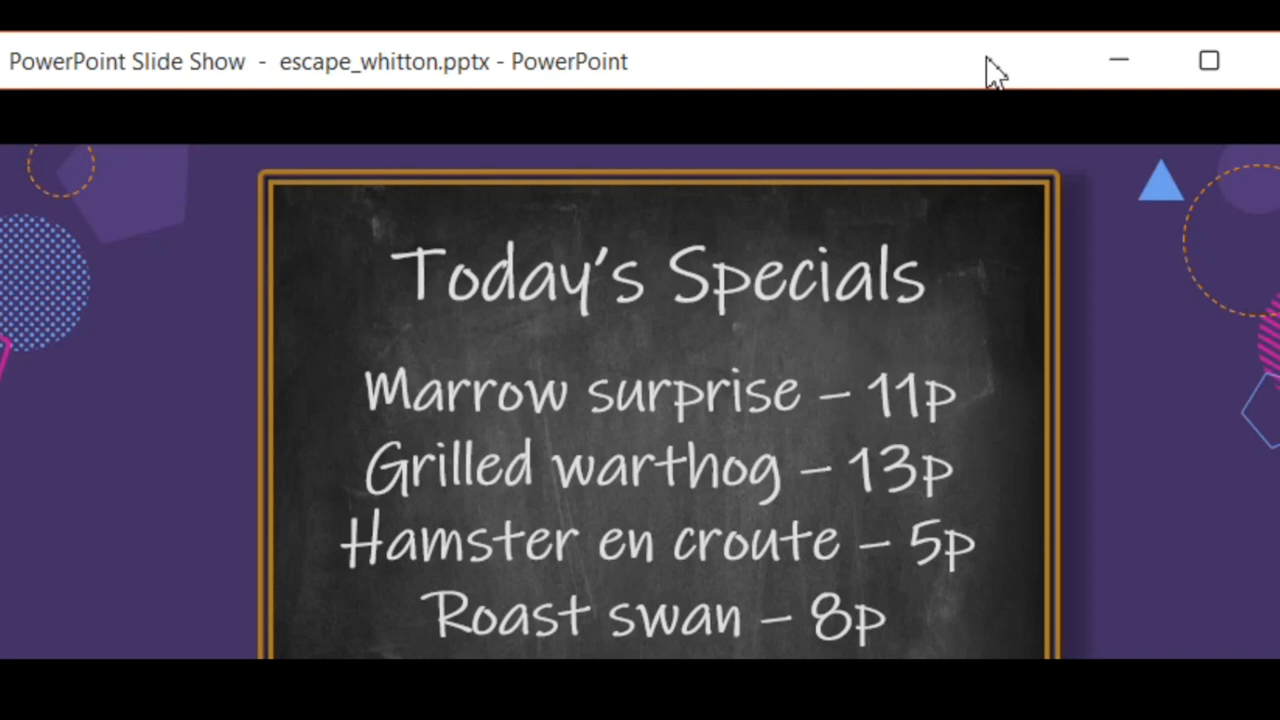 PowerPoint Slide Show - escape_whitton.pptx - PowerPoint
Today's Specials
Marrow surprise – 11p
Grilled warthog – 13p
Hamster en croute – 5p
Roast swan – 8p